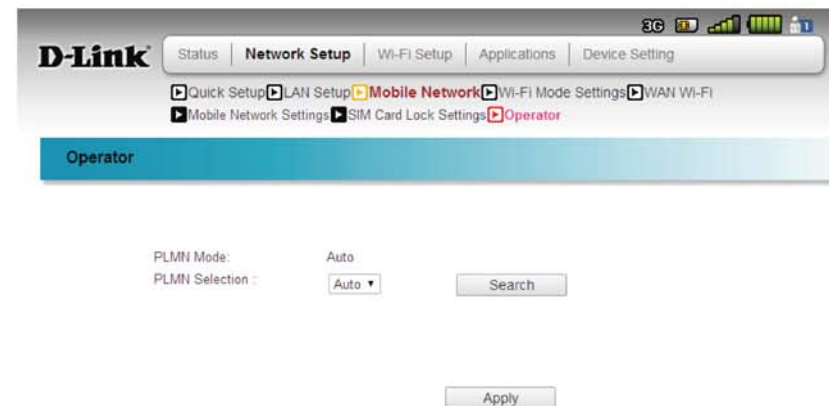 3G
1
D-Link
Status | Network Setup | Wi-Fi Setup | Applications | Device Setting
Quick Setup LAN Setup Mobile Network Wi-Fi Mode Settings WAN Wi-Fi
Mobile Network Settings SIM Card Lock Settings Operator
Operator
PLMN Mode: Auto
PLMN Selection : Auto Search
Apply